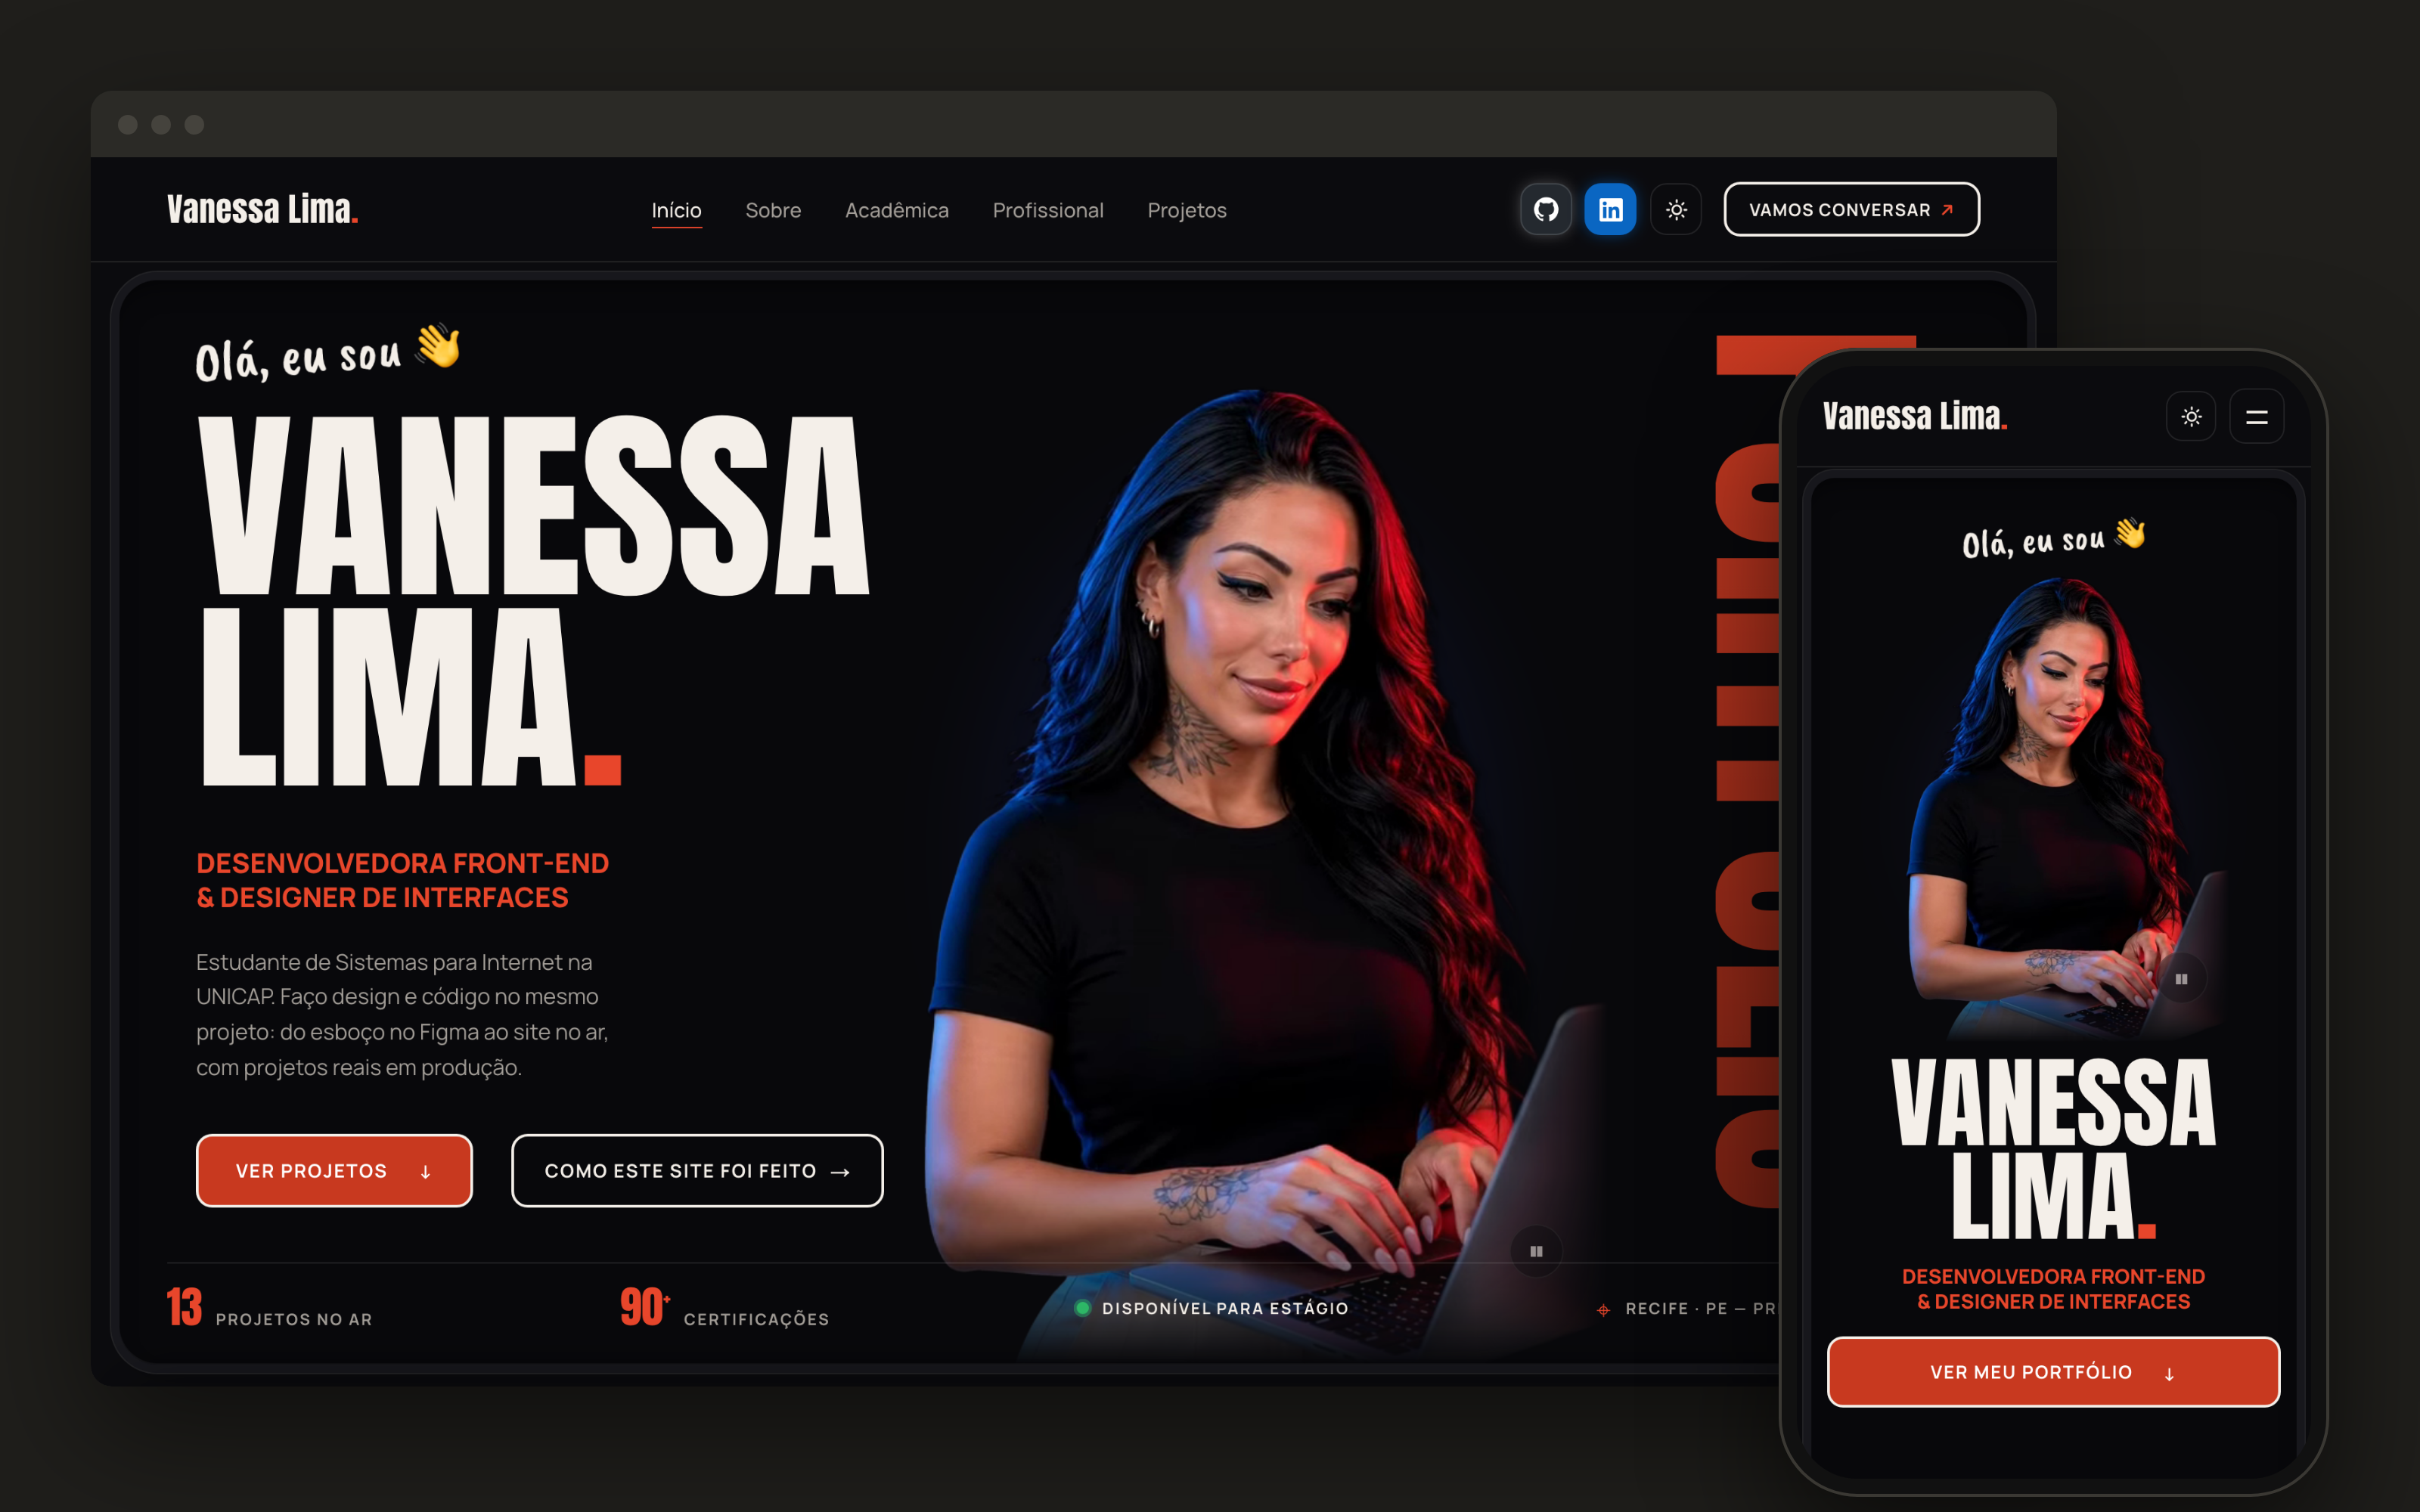 Vanessa Lima.
Início Sobre Acadêmica Profissional Projetos
VAMOS CONVERSAR ↗
Olá, eu sou 👋
VANESSA
LIMA.
DESENVOLVEDORA FRONT-END
& DESIGNER DE INTERFACES
Estudante de Sistemas para Internet na
UNICAP. Faço design e código no mesmo
projeto: do esboço no Figma ao site no ar,
com projetos reais em produção.
VER PROJETOS ↓
COMO ESTE SITE FOI FEITO →
13 PROJETOS NO AR
90+ CERTIFICAÇÕES
DISPONÍVEL PARA ESTÁGIO
RECIFE · PE —
Vanessa Lima.
Olá, eu sou 👋
VANESSA
LIMA.
DESENVOLVEDORA FRONT-END
& DESIGNER DE INTERFACES
VER MEU PORTFÓLIO ↓